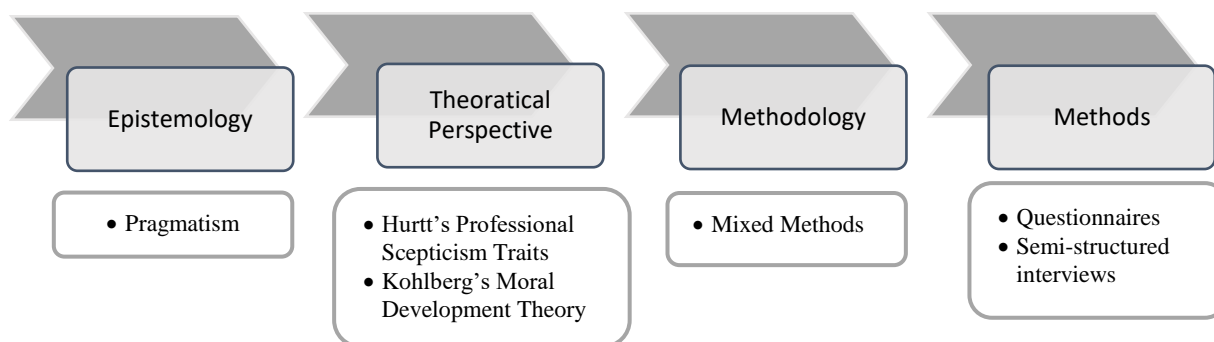 Epistemology
• Pragmatism
Theoratical
Perspective
• Hurtt’s Professional
Scepticism Traits
• Kohlberg’s Moral
Development Theory
Methodology
• Mixed Methods
Methods
• Questionnaires
• Semi-structured
interviews